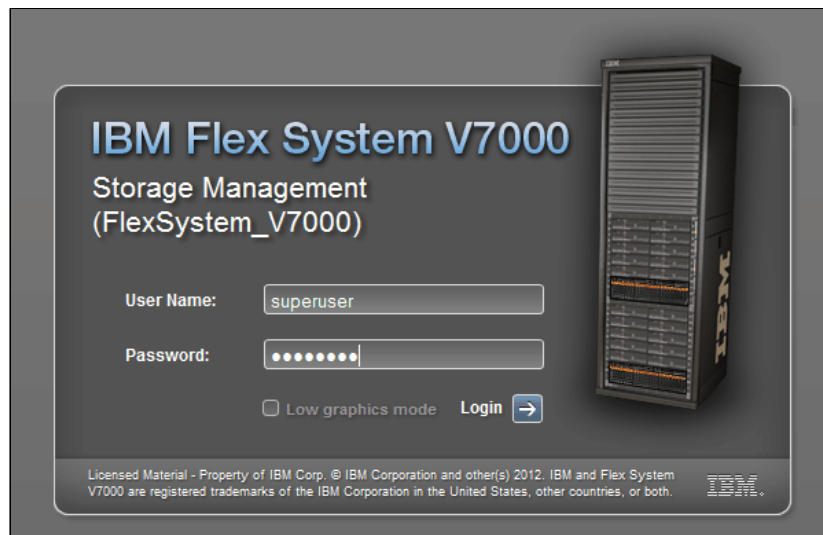 IBM Flex System V7000
Storage Management
(FlexSystem_V7000)
User Name:
superuser
Password:
●●●●●●●●
Low graphics mode
Login
Licensed Material - Property of IBM Corp. © IBM Corporation and other(s) 2012. IBM and Flex System
V7000 are registered trademarks of the IBM Corporation in the United States, other countries, or both.
IBM.
IBM